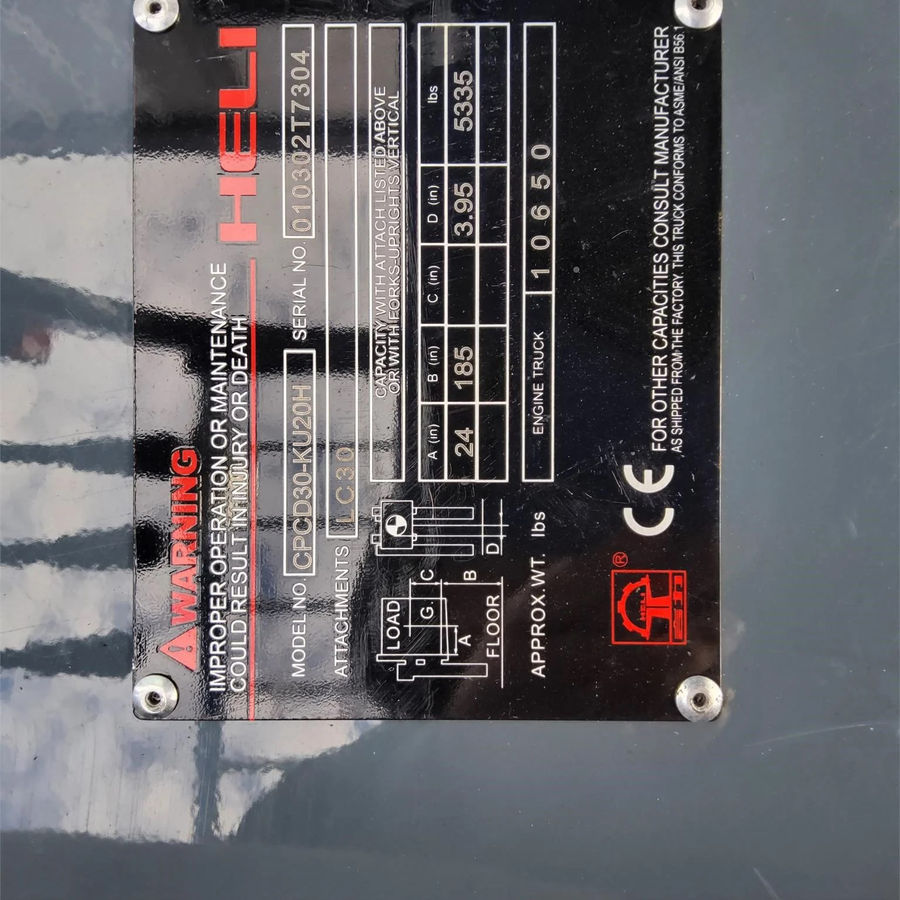 WARNING
IMPROPER OPERATION OR MAINTENANCE
COULD RESULT IN INJURY OR DEATH
HELI
MODEL NO. CPCD30-KU20H SERIAL NO. 010302T7304
ATTACHMENTS LC30
CAPACITY WITH ATTACH LISTED ABOVE
OR WITH FORKS-UPRIGHTS VERTICAL
LOAD
G.
C
A
B
FLOOR
D
A (in) B (in) C (in) D (in) lbs
24 185 3.95 5335
APPROX.WT. lbs ENGINE TRUCK 10650
CE FOR OTHER CAPACITIES CONSULT MANUFACTURER
AS SHIPPED FROM THE FACTORY. THIS TRUCK CONFORMS TO ASME/ANSI B56.1
®